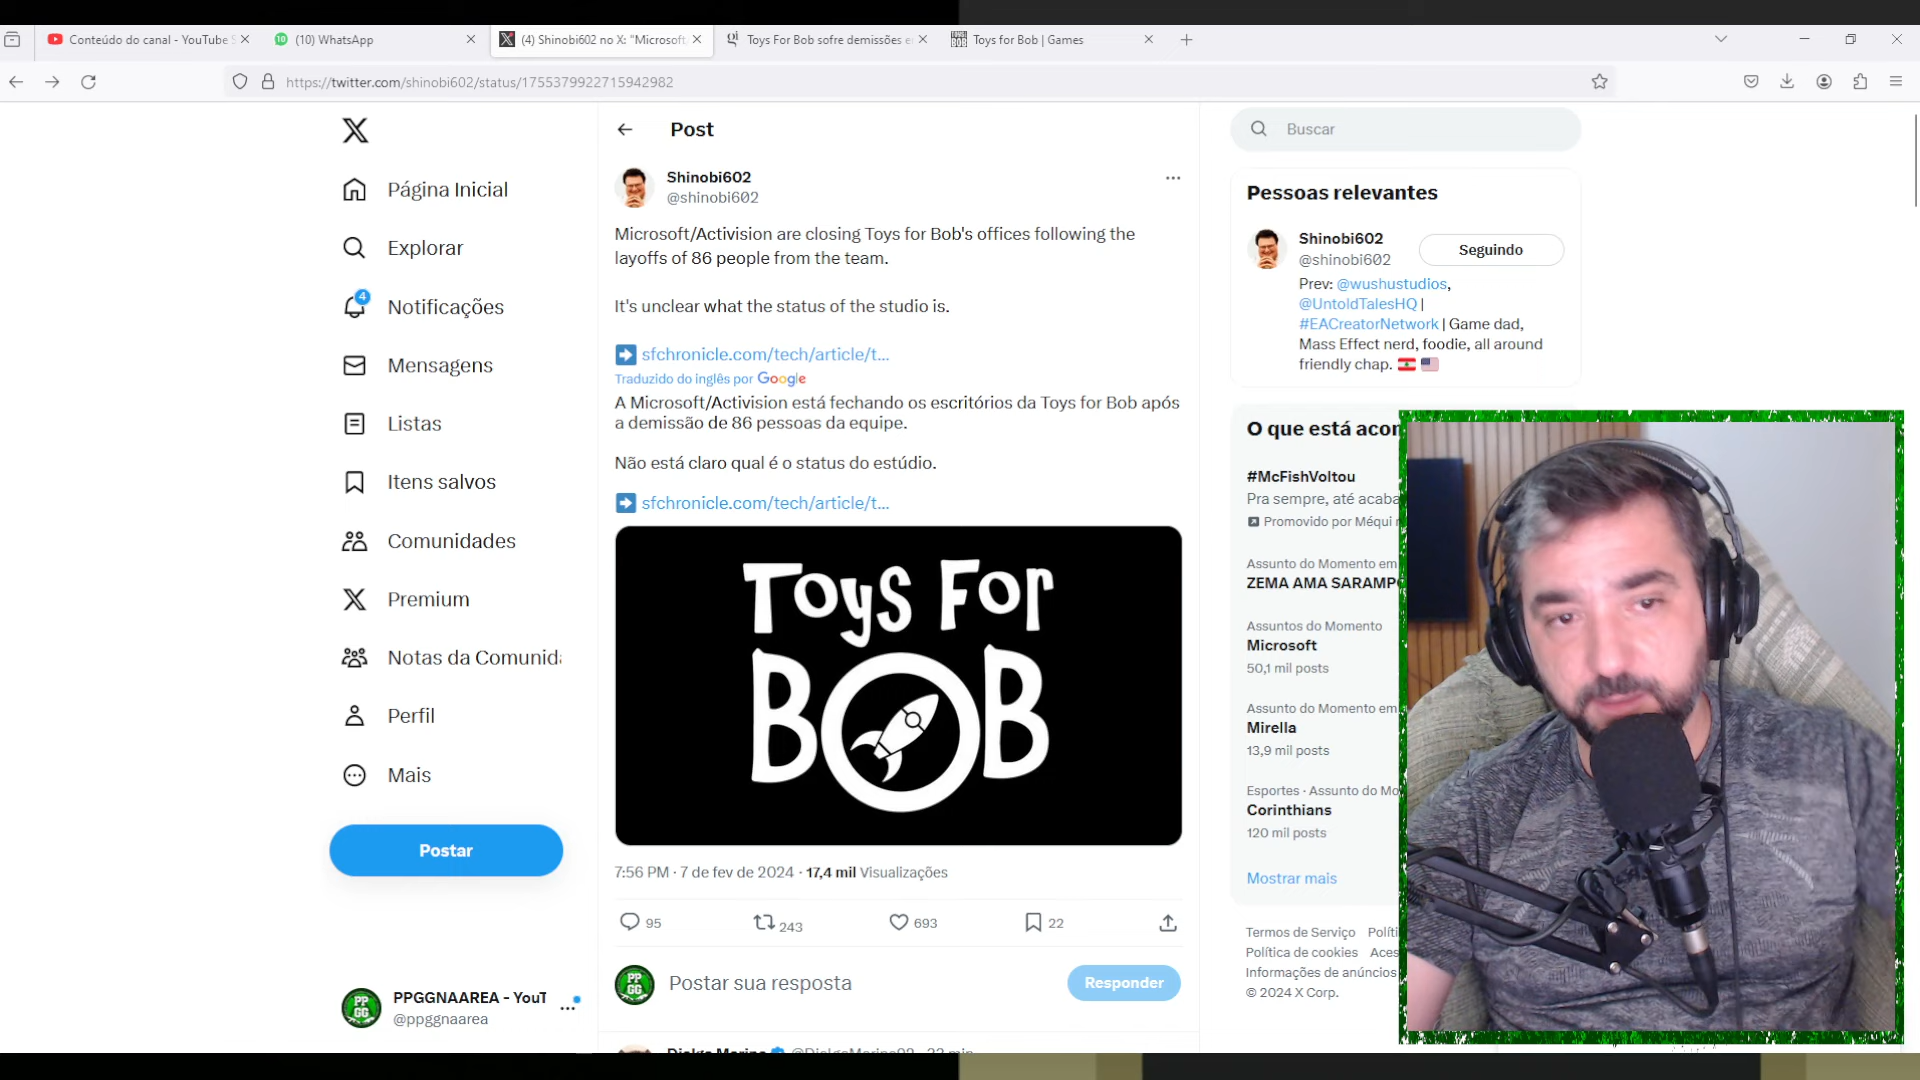 Conteúdo do canal - YouTube S
(10) WhatsApp
(4) Shinobi602 no X: "Microsoft
Toys For Bob sofre demissões e
Toys for Bob | Games
https://twitter.com/shinobi602/status/1755379922715942982
Página Inicial
Explorar
4
Notificações
Mensagens
Listas
Itens salvos
Comunidades
Premium
Notas da Comunida
Perfil
Mais
Postar
PPGGNAAREA - YouT
@ppggnaarea
Post
Shinobi602
@shinobi602
Microsoft/Activision are closing Toys for Bob's offices following the
layoffs of 86 people from the team.
It's unclear what the status of the studio is.
sfchronicle.com/tech/article/t...
Traduzido do inglês por Google
A Microsoft/Activision está fechando os escritórios da Toys for Bob após
a demissão de 86 pessoas da equipe.
Não está claro qual é o status do estúdio.
sfchronicle.com/tech/article/t...
Toys For
BOB
7:56 PM · 7 de fev de 2024 · 17,4 mil Visualizações
95
243
693
22
PP
GG
Postar sua resposta
Responder
Buscar
Pessoas relevantes
Shinobi602
@shinobi602
Seguindo
Prev: @wushustudios,
@UntoldTalesHQ |
#EACreatorNetwork | Game dad,
Mass Effect nerd, foodie, all around
friendly chap.
O que está acon
#McFishVoltou
Pra sempre, até acaba
Promovido por Méqui
Assunto do Momento em
ZEMA AMA SARAMPO
Assuntos do Momento
Microsoft
50,1 mil posts
Assunto do Momento em
Mirella
13,9 mil posts
Esportes · Assunto do Mo
Corinthians
120 mil posts
Mostrar mais
Termos de Serviço Políti
Política de cookies Aces
Informações de anúncios
© 2024 X Corp.